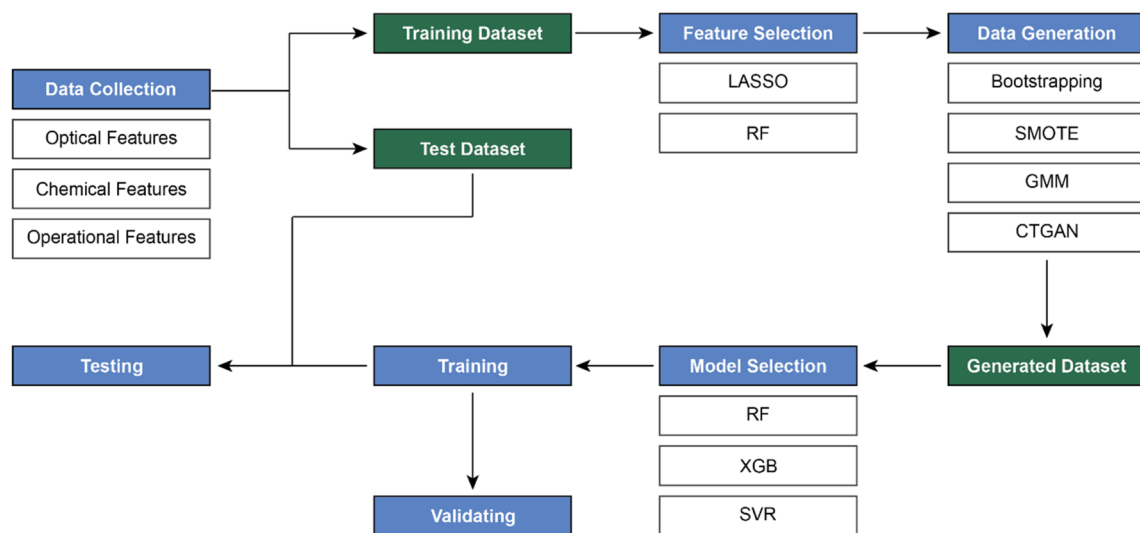 Training Dataset
Feature Selection
Data Generation
Data Collection
LASSO
Bootstrapping
Optical Features
Test Dataset
RF
SMOTE
Chemical Features
GMM
Operational Features
CTGAN
Testing
Training
Model Selection
Generated Dataset
RF
XGB
Validating
SVR